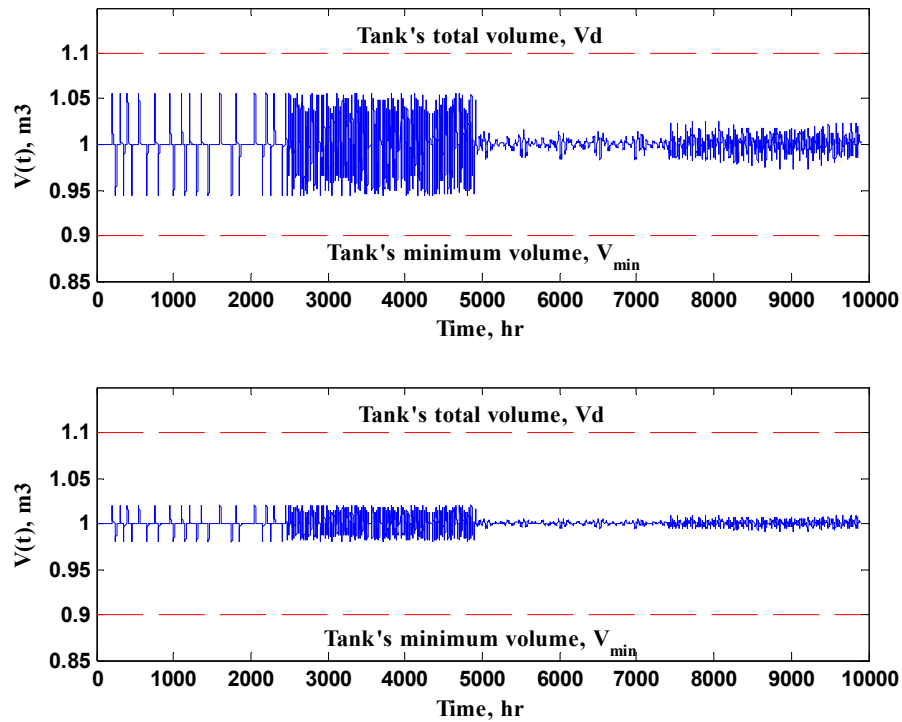 Tank's total volume, Vd
1.1
1.05
1
0.95
0.9
0.85
V(t), m3
Tank's minimum volume, V_min
0 1000 2000 3000 4000 5000 6000 7000 8000 9000 10000
Time, hr
Tank's total volume, Vd
1.1
1.05
1
0.95
0.9
0.85
V(t), m3
Tank's minimum volume, V_min
0 1000 2000 3000 4000 5000 6000 7000 8000 9000 10000
Time, hr